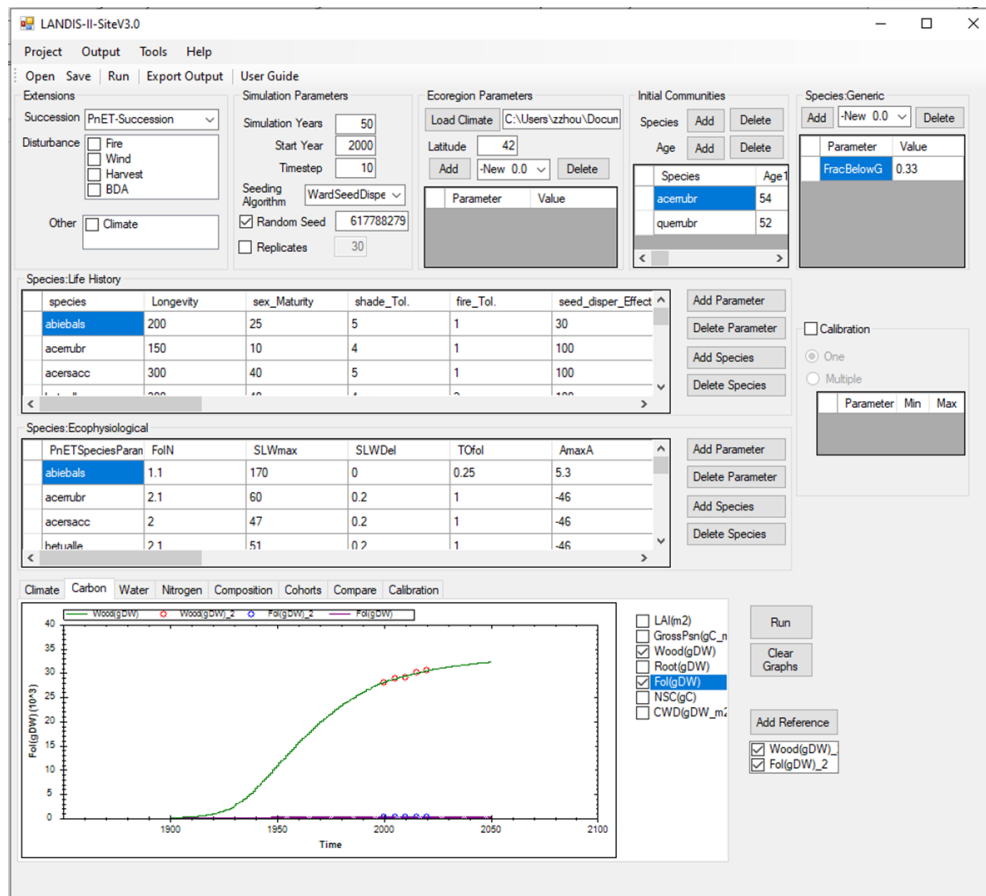 LANDIS-II-SiteV3.0
Project Output Tools Help
Open Save Run Export Output User Guide
Extensions
Succession PnET-Succession
Disturbance Fire
Wind
Harvest
BDA
Other Climate
Simulation Parameters
Simulation Years 50
Start Year 2000
Timestep 10
Seeding Algorithm WardSeedDispe
Random Seed 617788279
Replicates 30
Ecoregion Parameters
Load Climate C:\Users\zzhou\Docun
Latitude 42
Add -New 0.0 Delete
Parameter Value
Initial Communities
Species Add Delete
Age Add Delete
Species Age1
acerrubr 54
querrubr 52
Species:Generic
Add -New 0.0 Delete
Parameter Value
FracBelowG 0.33
Species:Life History
species Longevity sex_Maturity shade_Tol. fire_Tol. seed_disper_Effect
abiebals 200 25 5 1 30
acerrubr 150 10 4 1 100
acersacc 300 40 5 1 100
Add Parameter
Delete Parameter
Add Species
Delete Species
Calibration
One
Multiple
Parameter Min Max
Species:Ecophysiological
PnETSpeciesParan FolN SLWmax SLWDel TOfol AmaxA
abiebals 1.1 170 0 0.25 5.3
acerrubr 2.1 60 0.2 1 -46
acersacc 2 47 0.2 1 -46
betualle 2.1 51 0.2 1 -46
Add Parameter
Delete Parameter
Add Species
Delete Species
Climate Carbon Water Nitrogen Composition Cohorts Compare Calibration
Wood(gDW) Wood(gDW)_2 Fol(gDW)_2 Fol(gDW)
Fol(gDW) (10^3)
40
35
30
25
20
15
10
5
0
1900 1950 2000 2050 2100
Time
LAI(m2)
GrossPsn(gC_m
Wood(gDW)
Root(gDW)
Fol(gDW)
NSC(gC)
CWD(gDW_m2
Run
Clear Graphs
Add Reference
Wood(gDW)_
Fol(gDW)_2